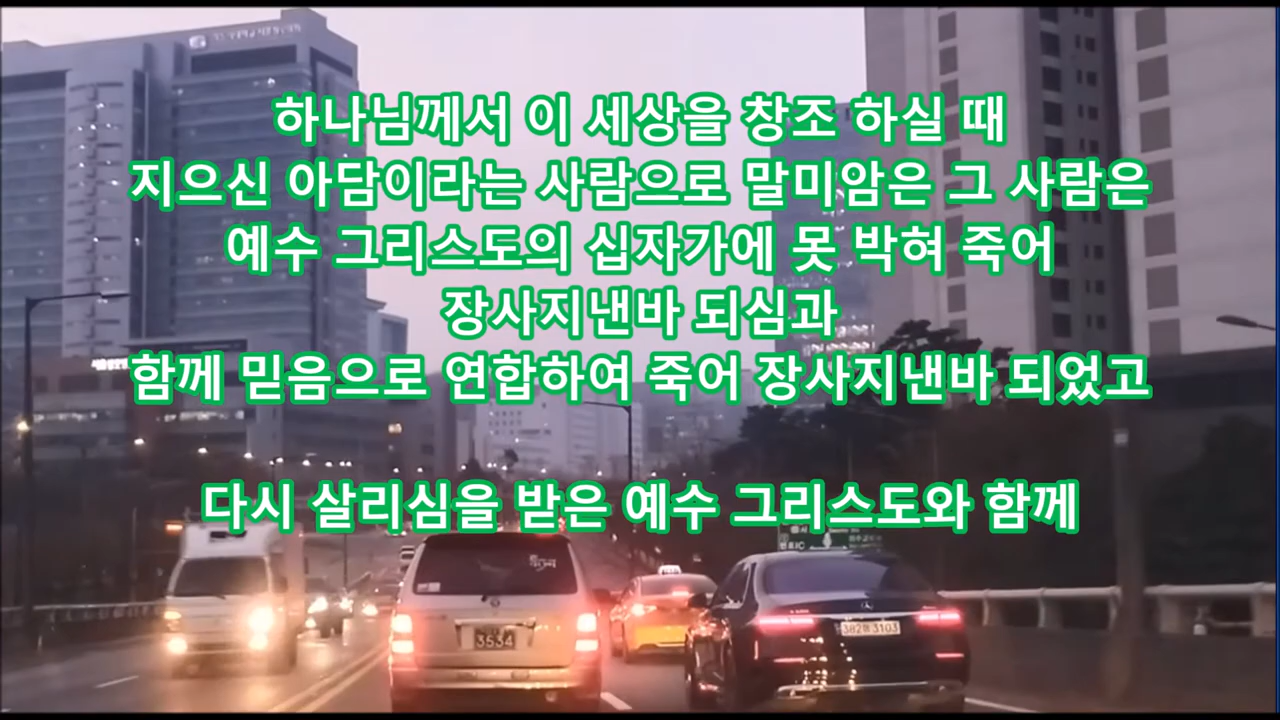 하나님께서 이 세상을 창조 하실 때
지으신 아담이라는 사람으로 말미암은 그 사람은
예수 그리스도의 십자가에 못 박혀 죽어
장사지낸바 되심과
함께 믿음으로 연합하여 죽어 장사지낸바 되었고
다시 살리심을 받은 예수 그리스도와 함께
3534